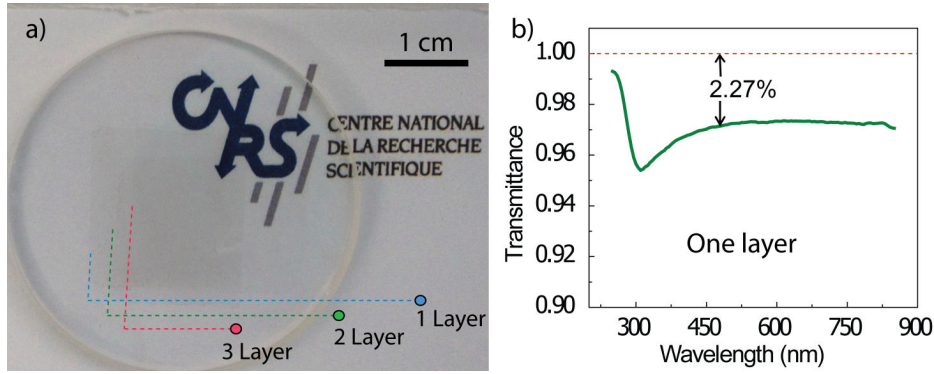 a)
1 cm
CNRS
CENTRE NATIONAL
DE LA RECHERCHE
SCIENTIFIQUE
1 Layer
2 Layer
3 Layer
b)
1.00
0.98
0.96
0.94
0.92
0.90
Transmittance
2.27%
One layer
300
450
600
750
900
Wavelength (nm)